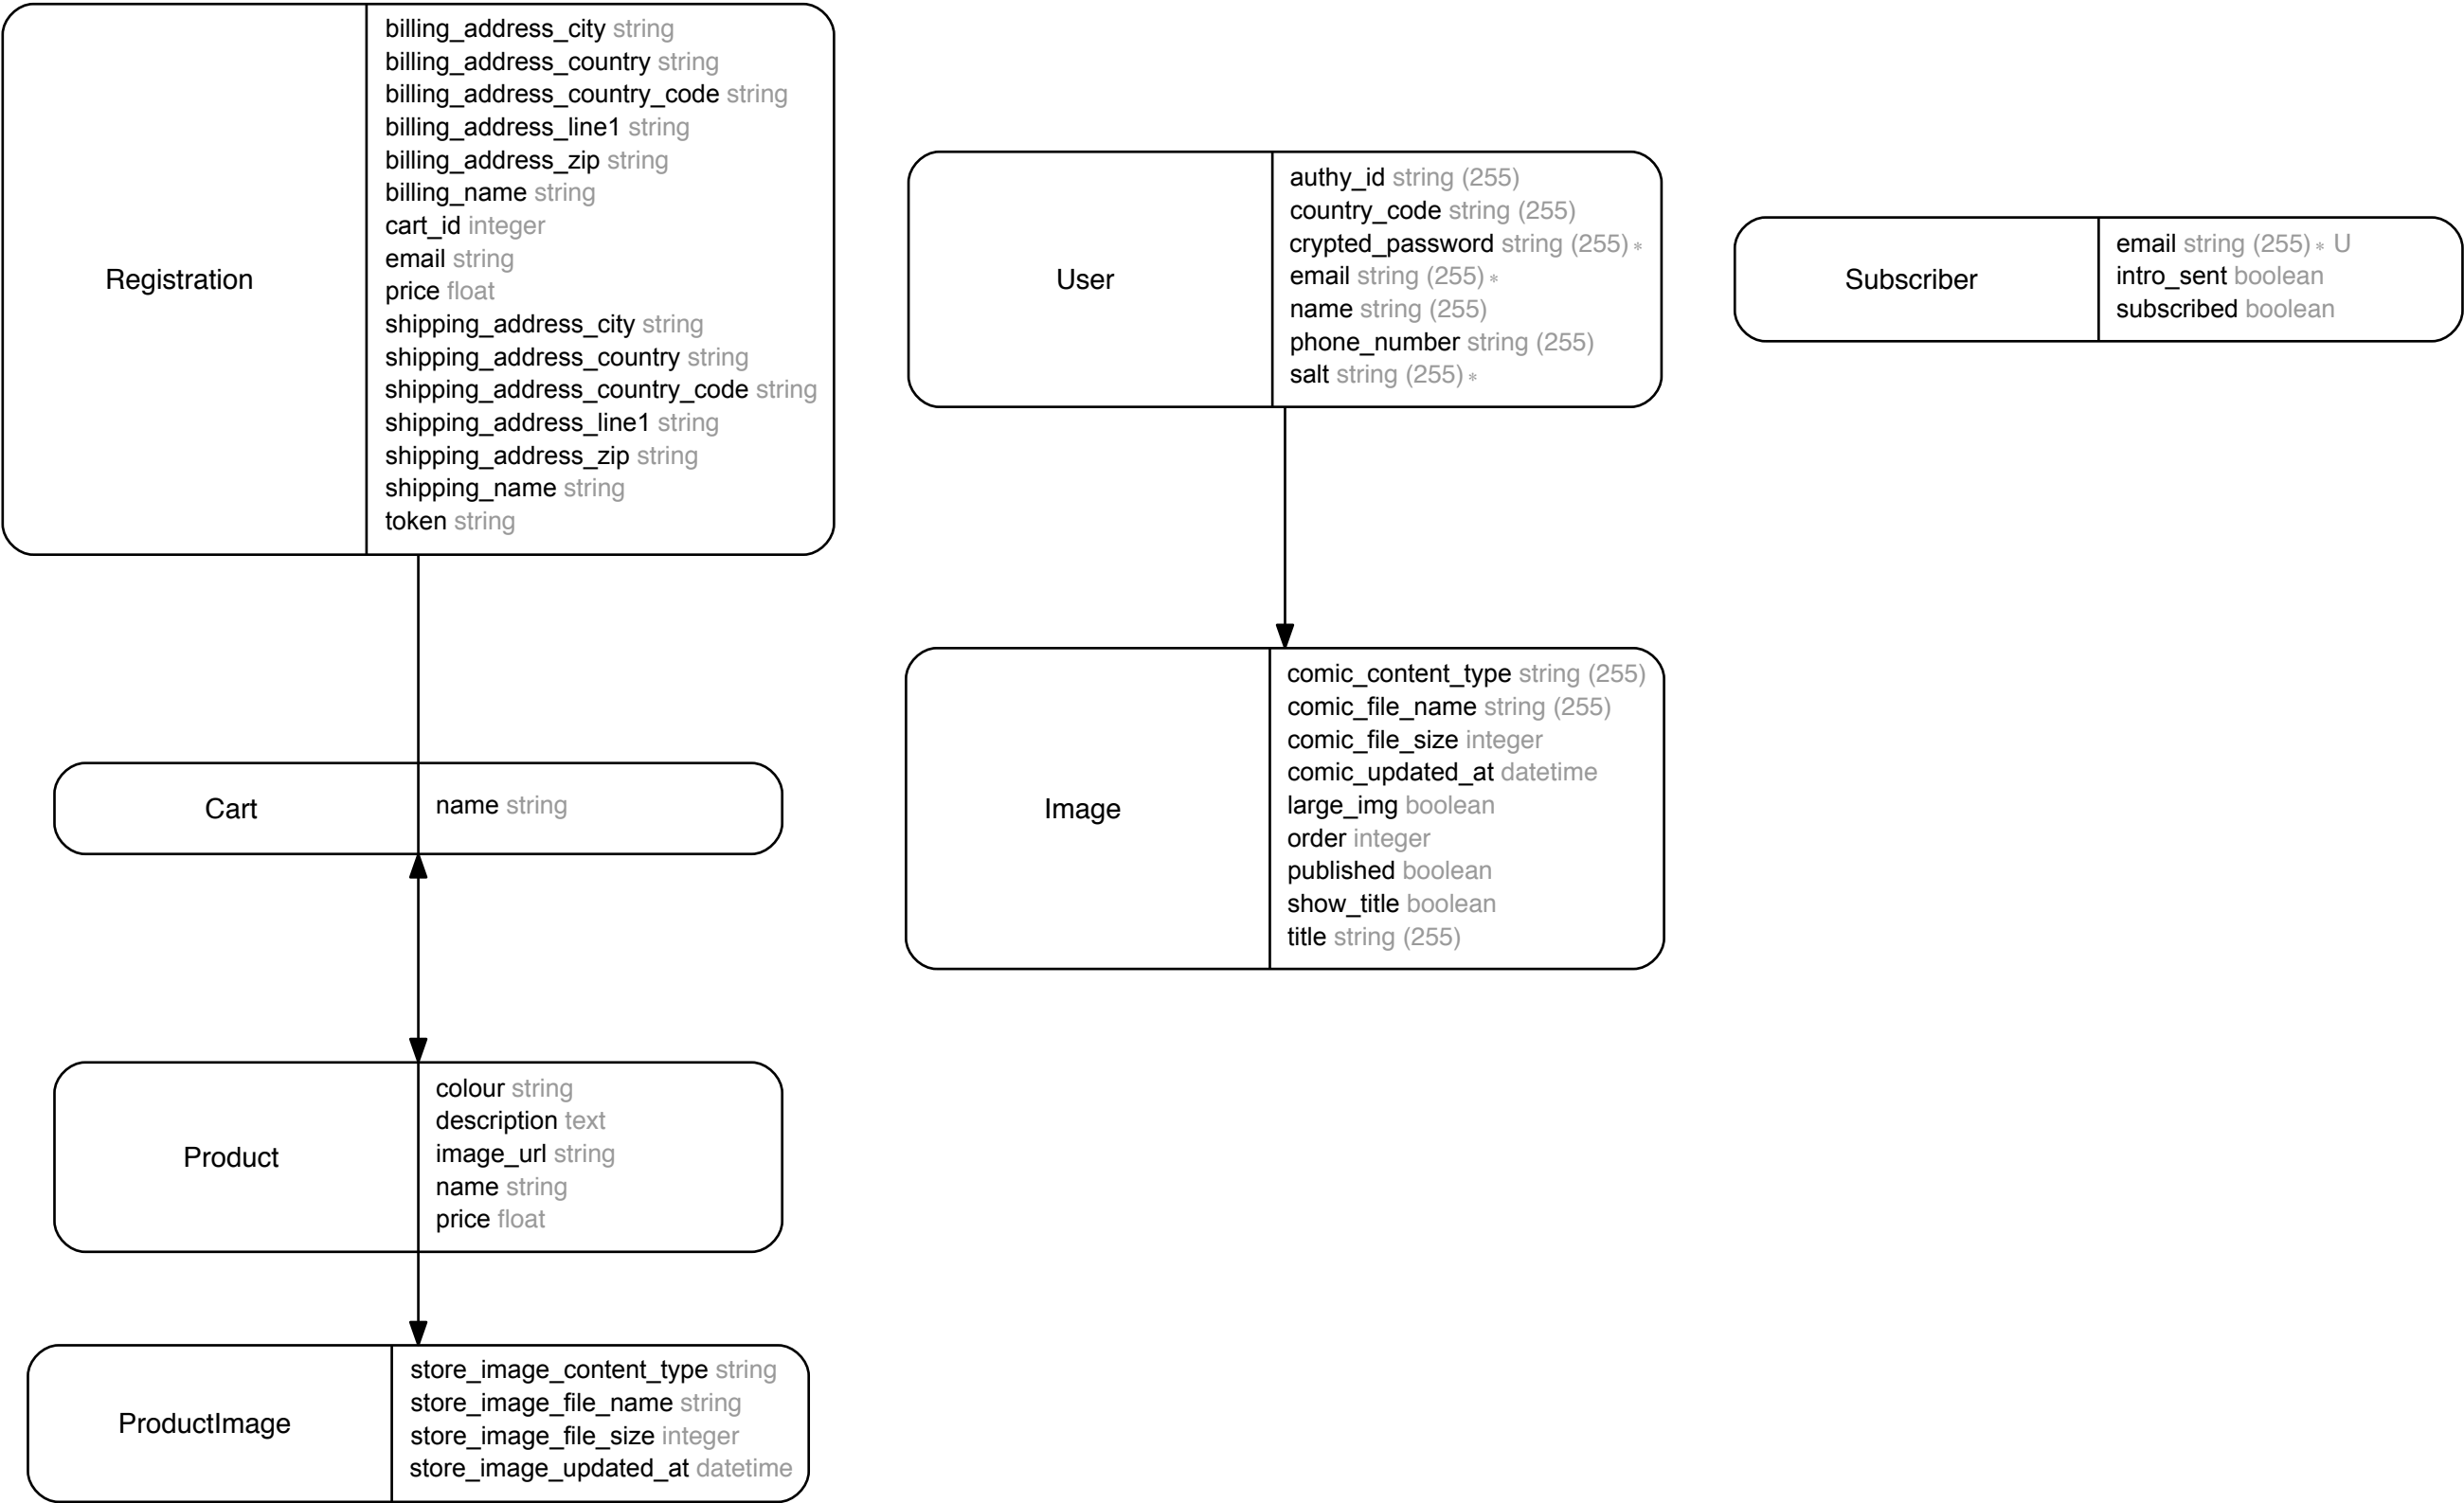 Registration
billing_address_city string
billing_address_country string
billing_address_country_code string
billing_address_line1 string
billing_address_zip string
billing_name string
cart_id integer
email string
price float
shipping_address_city string
shipping_address_country string
shipping_address_country_code string
shipping_address_line1 string
shipping_address_zip string
shipping_name string
token string
User
authy_id string (255)
country_code string (255)
crypted_password string (255) *
email string (255) *
name string (255)
phone_number string (255)
salt string (255) *
Subscriber
email string (255) * U
intro_sent boolean
subscribed boolean
Cart
name string
Image
comic_content_type string (255)
comic_file_name string (255)
comic_file_size integer
comic_updated_at datetime
large_img boolean
order integer
published boolean
show_title boolean
title string (255)
Product
colour string
description text
image_url string
name string
price float
ProductImage
store_image_content_type string
store_image_file_name string
store_image_file_size integer
store_image_updated_at datetime